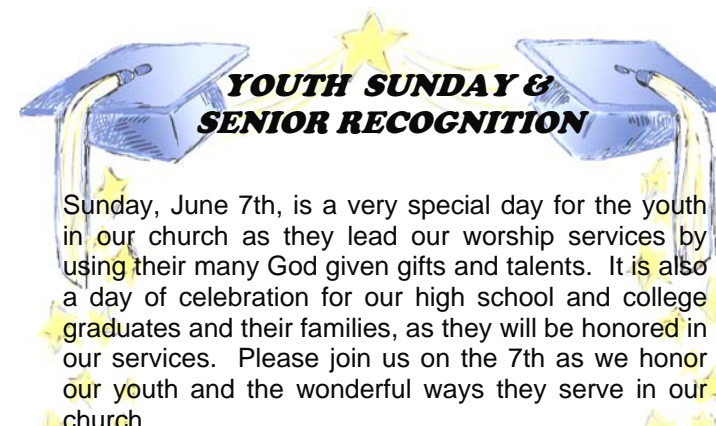 YOUTH SUNDAY &
SENIOR RECOGNITION
Sunday, June 7th, is a very special day for the youth
in our church as they lead our worship services by
using their many God given gifts and talents. It is also
a day of celebration for our high school and college
graduates and their families, as they will be honored in
our services. Please join us on the 7th as we honor
our youth and the wonderful ways they serve in our
church